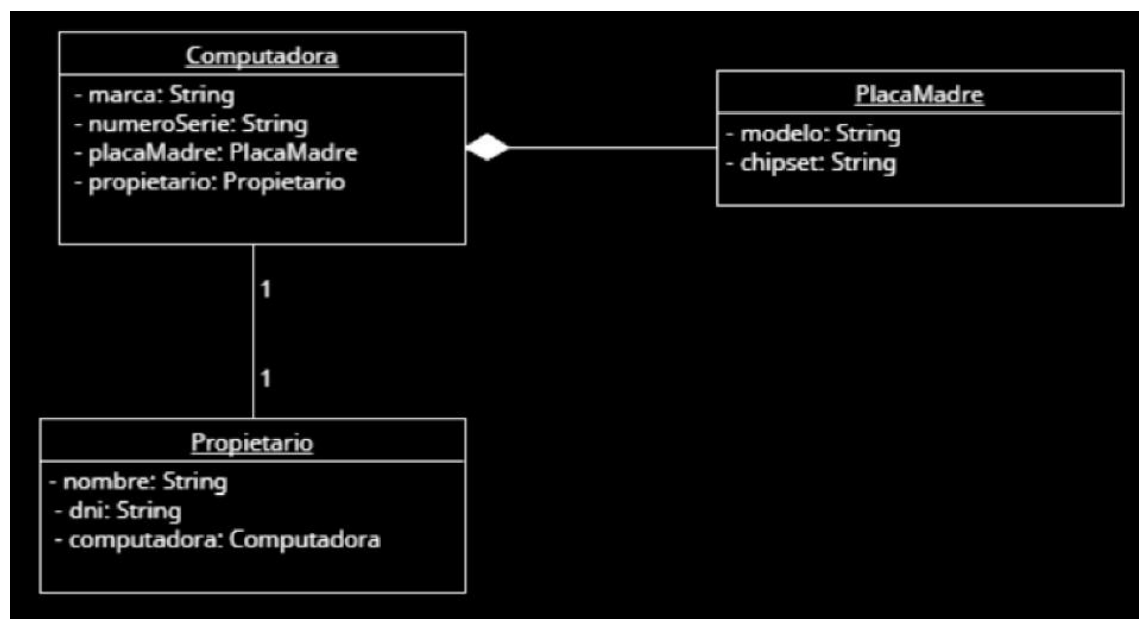 Computadora
- marca: String
- numeroSerie: String
- placaMadre: PlacaMadre
- propietario: Propietario
PlacaMadre
- modelo: String
- chipset: String
1
1
Propietario
- nombre: String
- dni: String
- computadora: Computadora